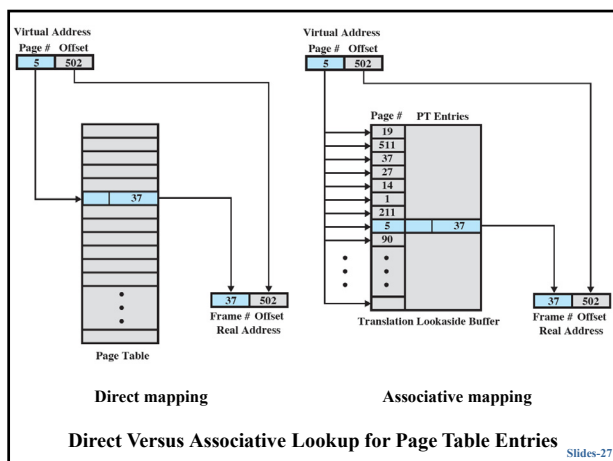 Virtual Address
Page # Offset
5 502
37
37 502
Frame # Offset
Real Address
Page Table
Direct mapping
Virtual Address
Page # Offset
5 502
Page # PT Entries
19
511
37
27
14
1
211
5 37
90
37 502
Frame # Offset
Real Address
Translation Lookaside Buffer
Associative mapping
Direct Versus Associative Lookup for Page Table Entries
Slides-27